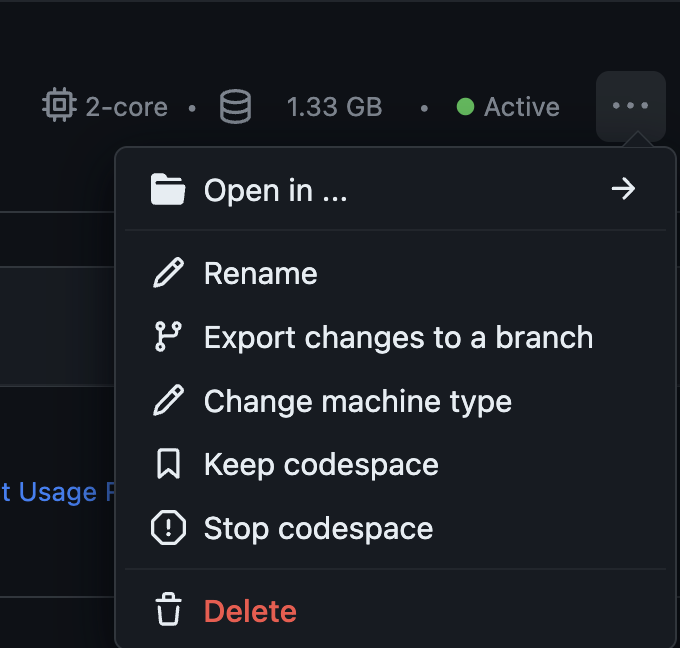 2-core • 1.33 GB • Active
Open in ...
Rename
Export changes to a branch
Change machine type
Keep codespace
t Usage
Stop codespace
Delete